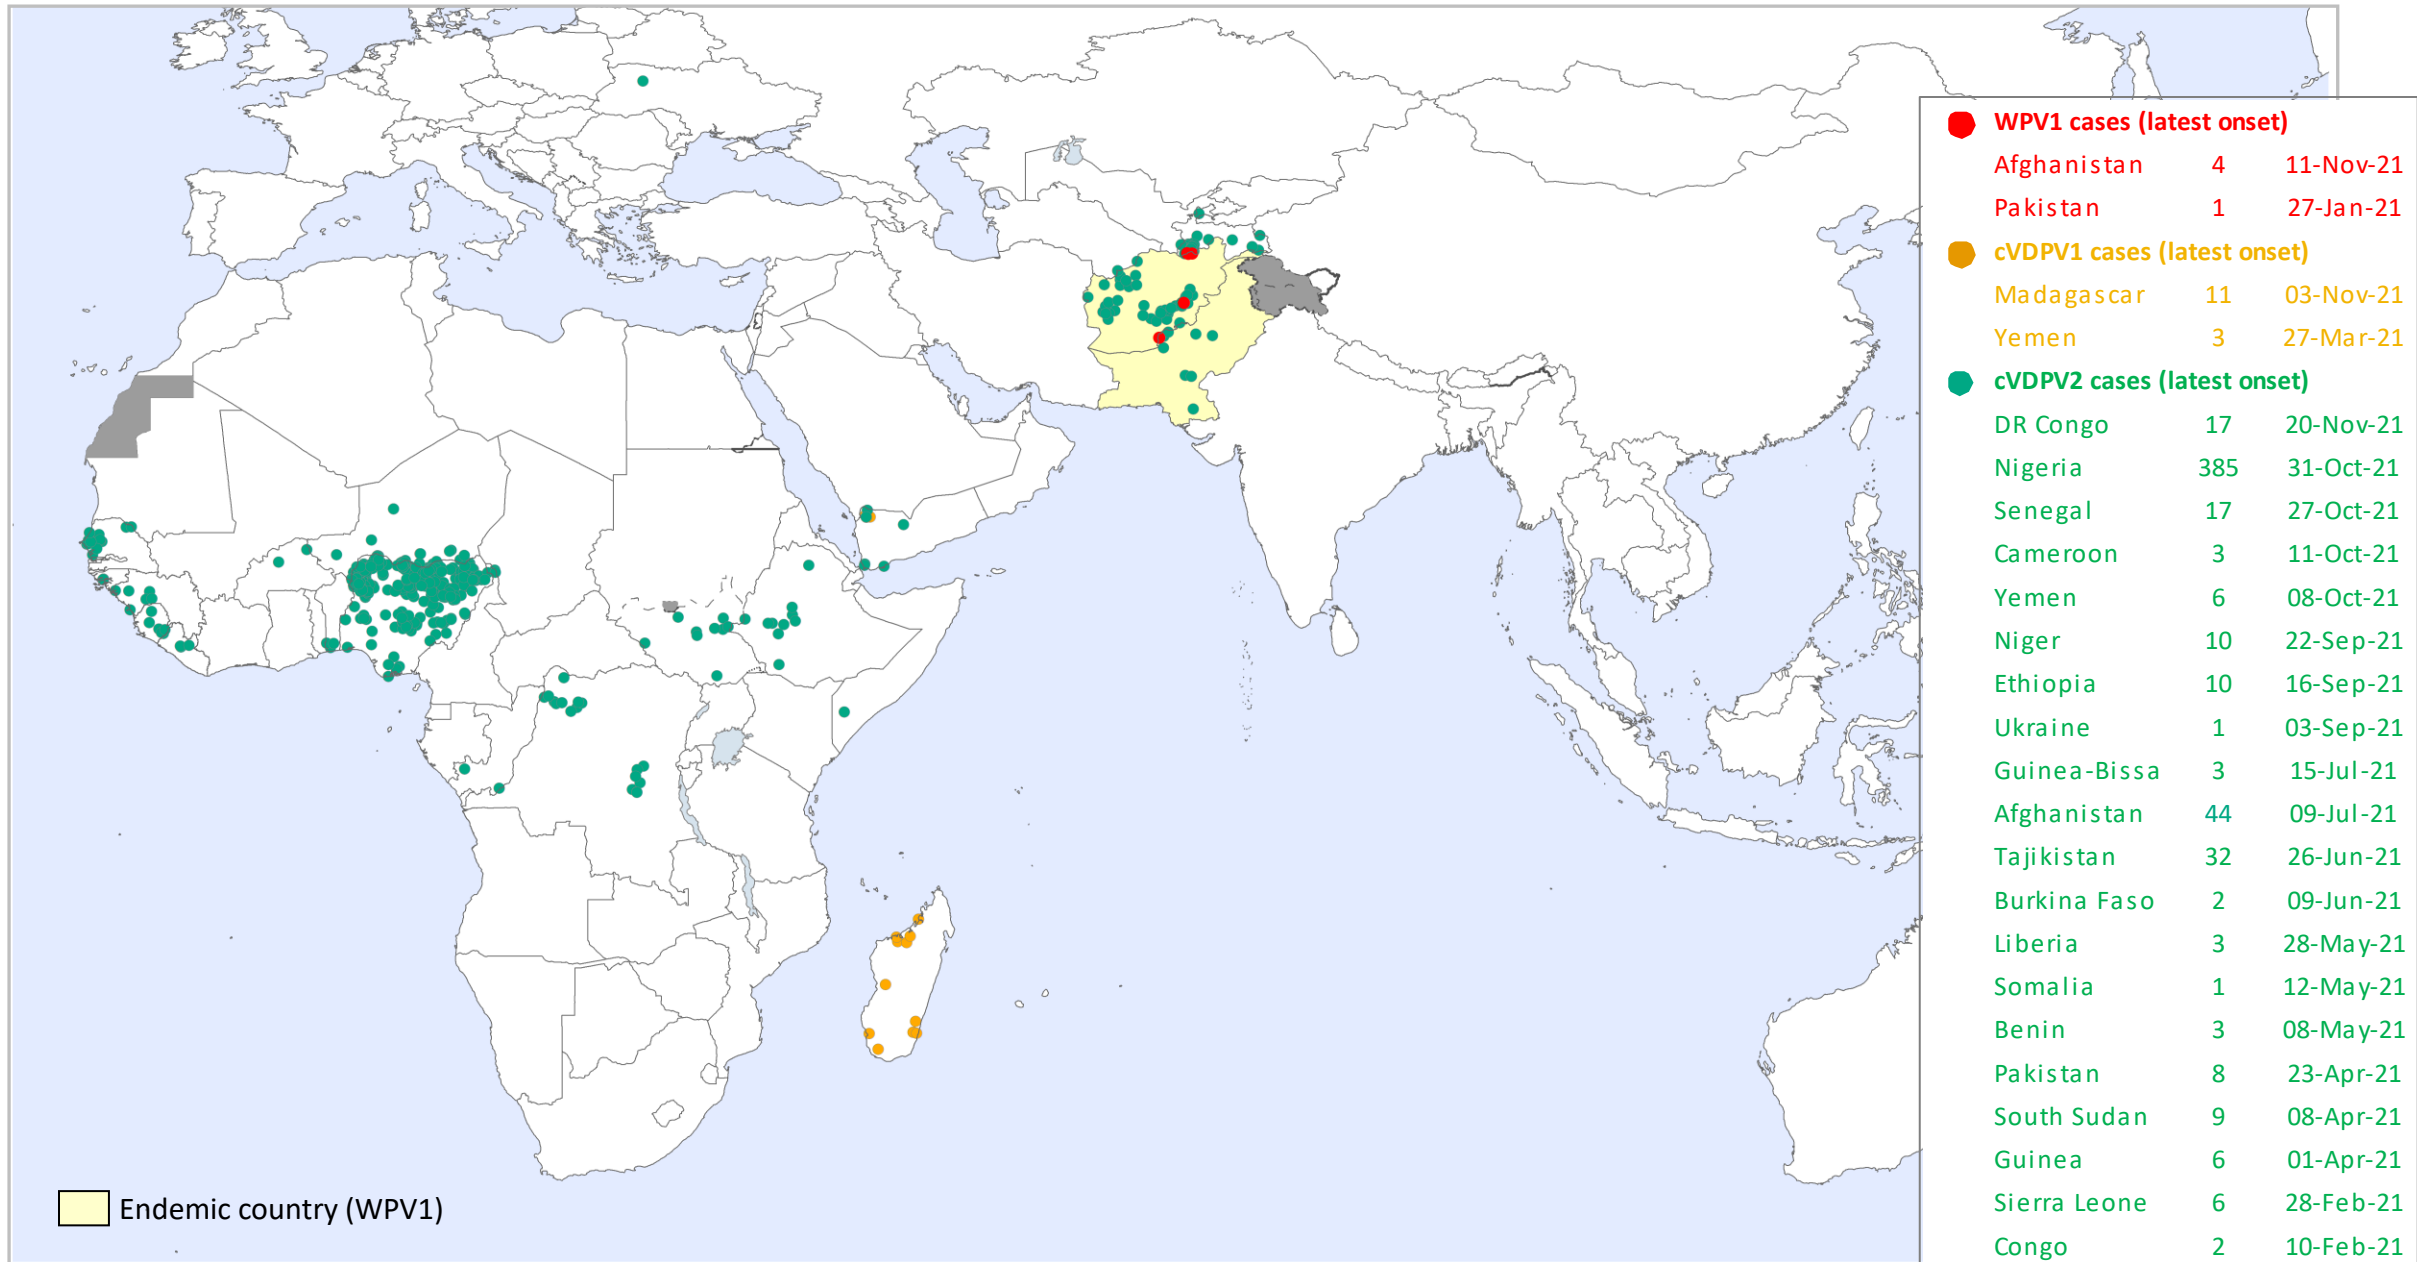 WPV1 cases (latest onset)
Afghanistan 4 11-Nov-21
Pakistan 1 27-Jan-21
cVDPV1 cases (latest onset)
Madagascar 11 03-Nov-21
Yemen 3 27-Mar-21
cVDPV2 cases (latest onset)
DR Congo 17 20-Nov-21
Nigeria 385 31-Oct-21
Senegal 17 27-Oct-21
Cameroon 3 11-Oct-21
Yemen 6 08-Oct-21
Niger 10 22-Sep-21
Ethiopia 10 16-Sep-21
Ukraine 1 03-Sep-21
Guinea-Bissa 3 15-Jul-21
Afghanistan 44 09-Jul-21
Tajikistan 32 26-Jun-21
Burkina Faso 2 09-Jun-21
Liberia 3 28-May-21
Somalia 1 12-May-21
Benin 3 08-May-21
Pakistan 8 23-Apr-21
South Sudan 9 08-Apr-21
Guinea 6 01-Apr-21
Sierra Leone 6 28-Feb-21
Congo 2 10-Feb-21
Endemic country (WPV1)